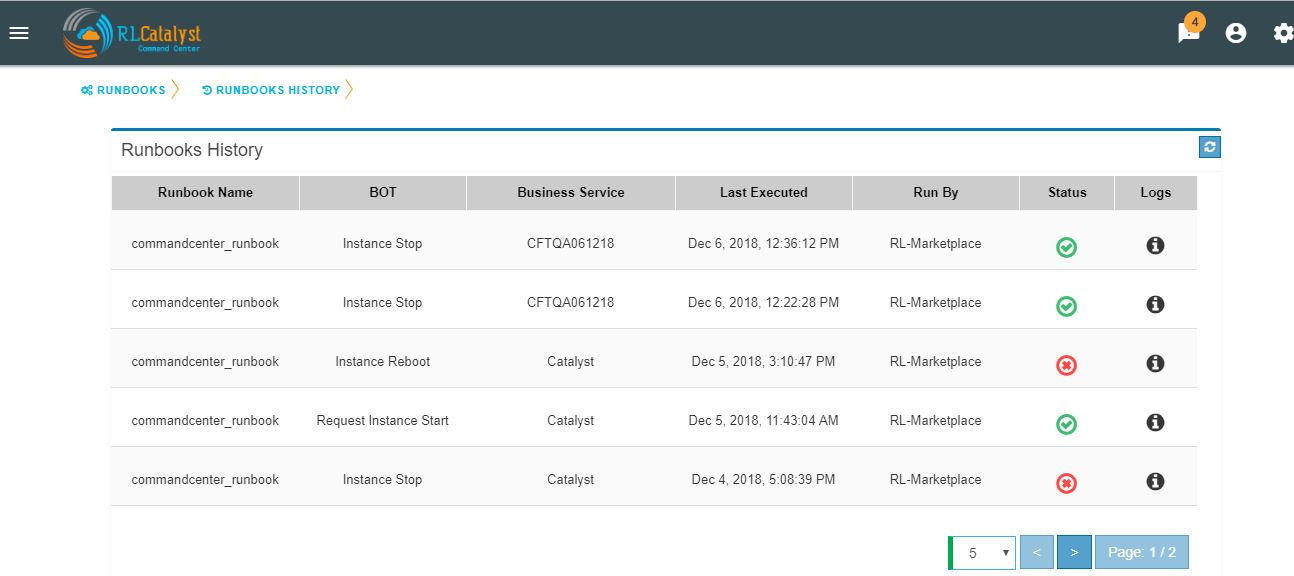 4
RLCatalyst
Command Center
RUNBOOKS RUNBOOKS HISTORY
Runbooks History
Runbook Name BOT Business Service Last Executed Run By Status Logs
commandcenter_runbook Instance Stop CFTQA061218 Dec 6, 2018, 12:36:12 PM RL-Marketplace
commandcenter_runbook Instance Stop CFTQA061218 Dec 6, 2018, 12:22:28 PM RL-Marketplace
commandcenter_runbook Instance Reboot Catalyst Dec 5, 2018, 3:10:47 PM RL-Marketplace
commandcenter_runbook Request Instance Start Catalyst Dec 5, 2018, 11:43:04 AM RL-Marketplace
commandcenter_runbook Instance Stop Catalyst Dec 4, 2018, 5:08:39 PM RL-Marketplace
5 < > Page: 1 / 2